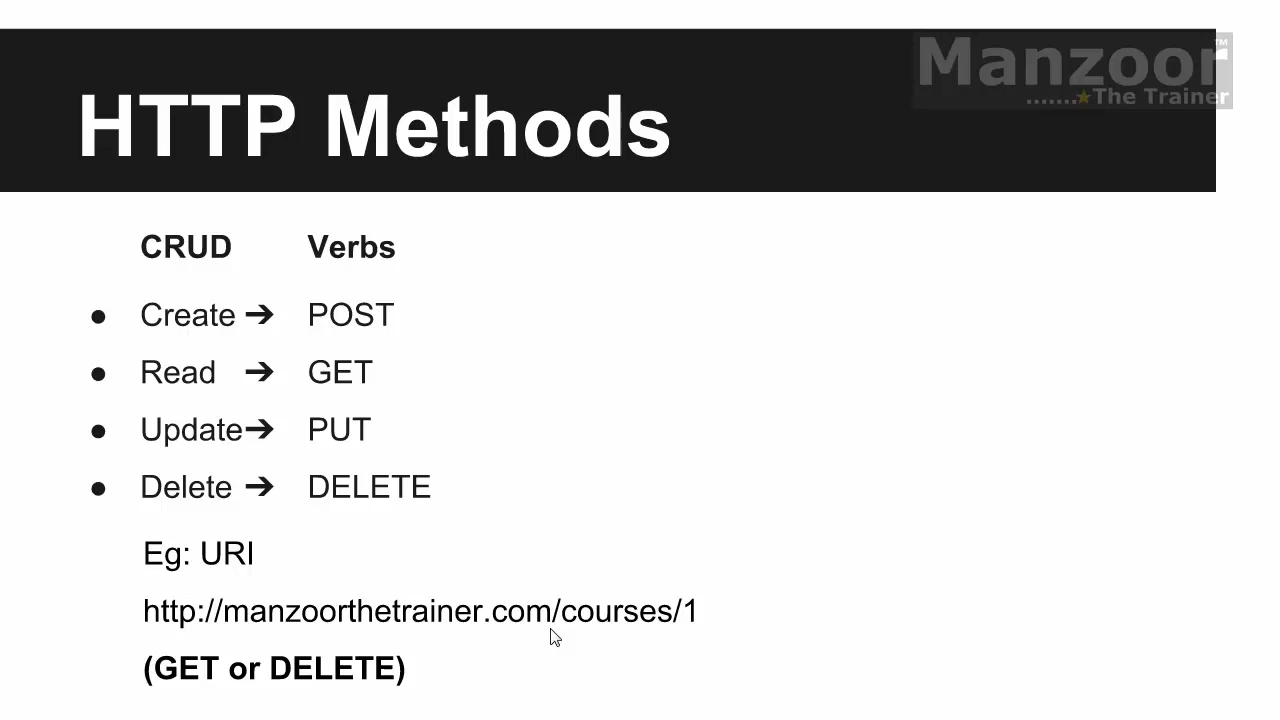 Manzoor™
.......★The Trainer
HTTP Methods
CRUD Verbs
● Create ➔ POST
● Read ➔ GET
● Update➔ PUT
● Delete ➔ DELETE
Eg: URI
http://manzoorthetrainer.com/courses/1
(GET or DELETE)